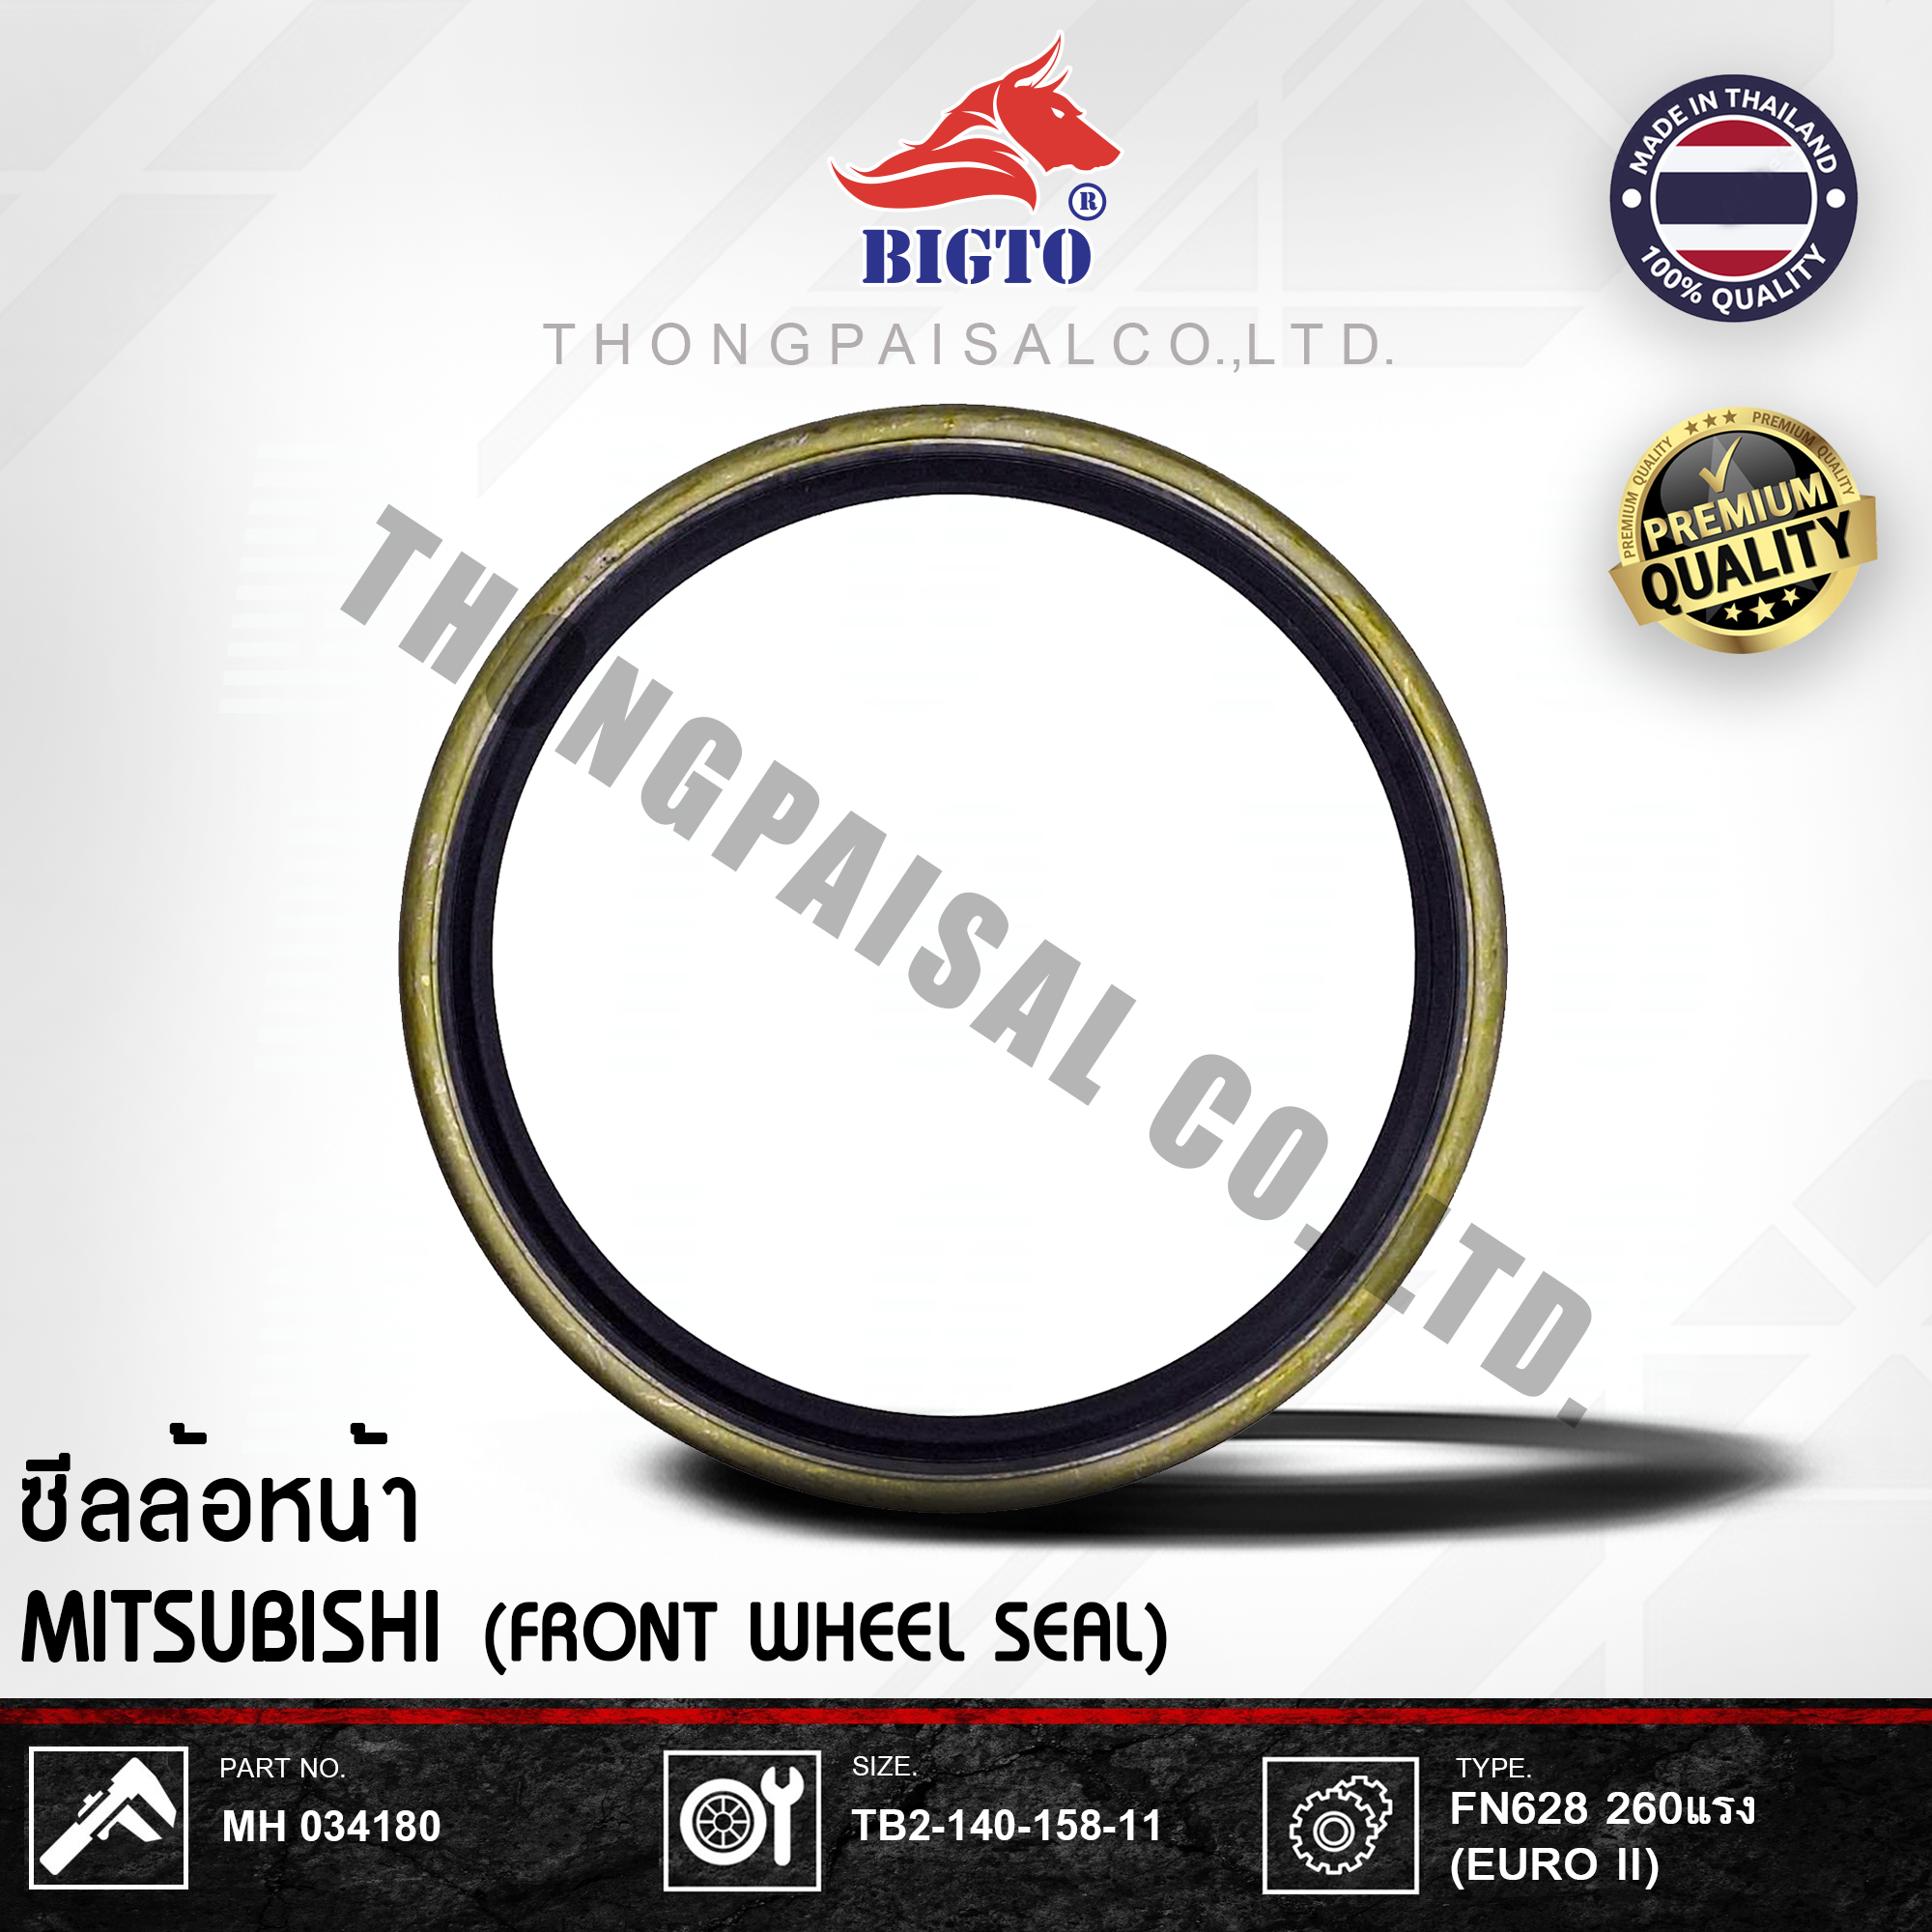 BIGTO
®
THONGPAISALCO.,LTD.
MADE IN THAILAND
100% QUALITY
PREMIUM QUALITY ★★★ PREMIUM QUALITY
PREMIUM QUALITY
PREMIUM
QUALITY
THONGPAISAL CO.,LTD.
ซีลล้อหน้า
MITSUBISHI (FRONT WHEEL SEAL)
PART NO.
MH 034180
SIZE.
TB2-140-158-11
TYPE.
FN628 260แรง
(EURO II)